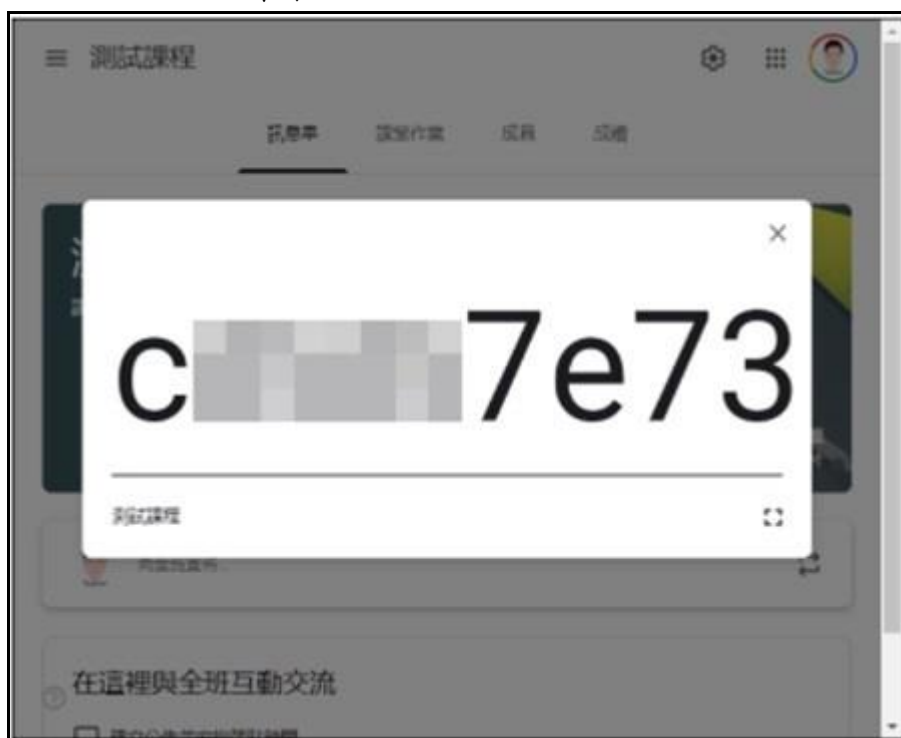 測試課程
訊息串 課堂作業 成員 成績
c
7e73
測試課程
在這裡與全班互動交流